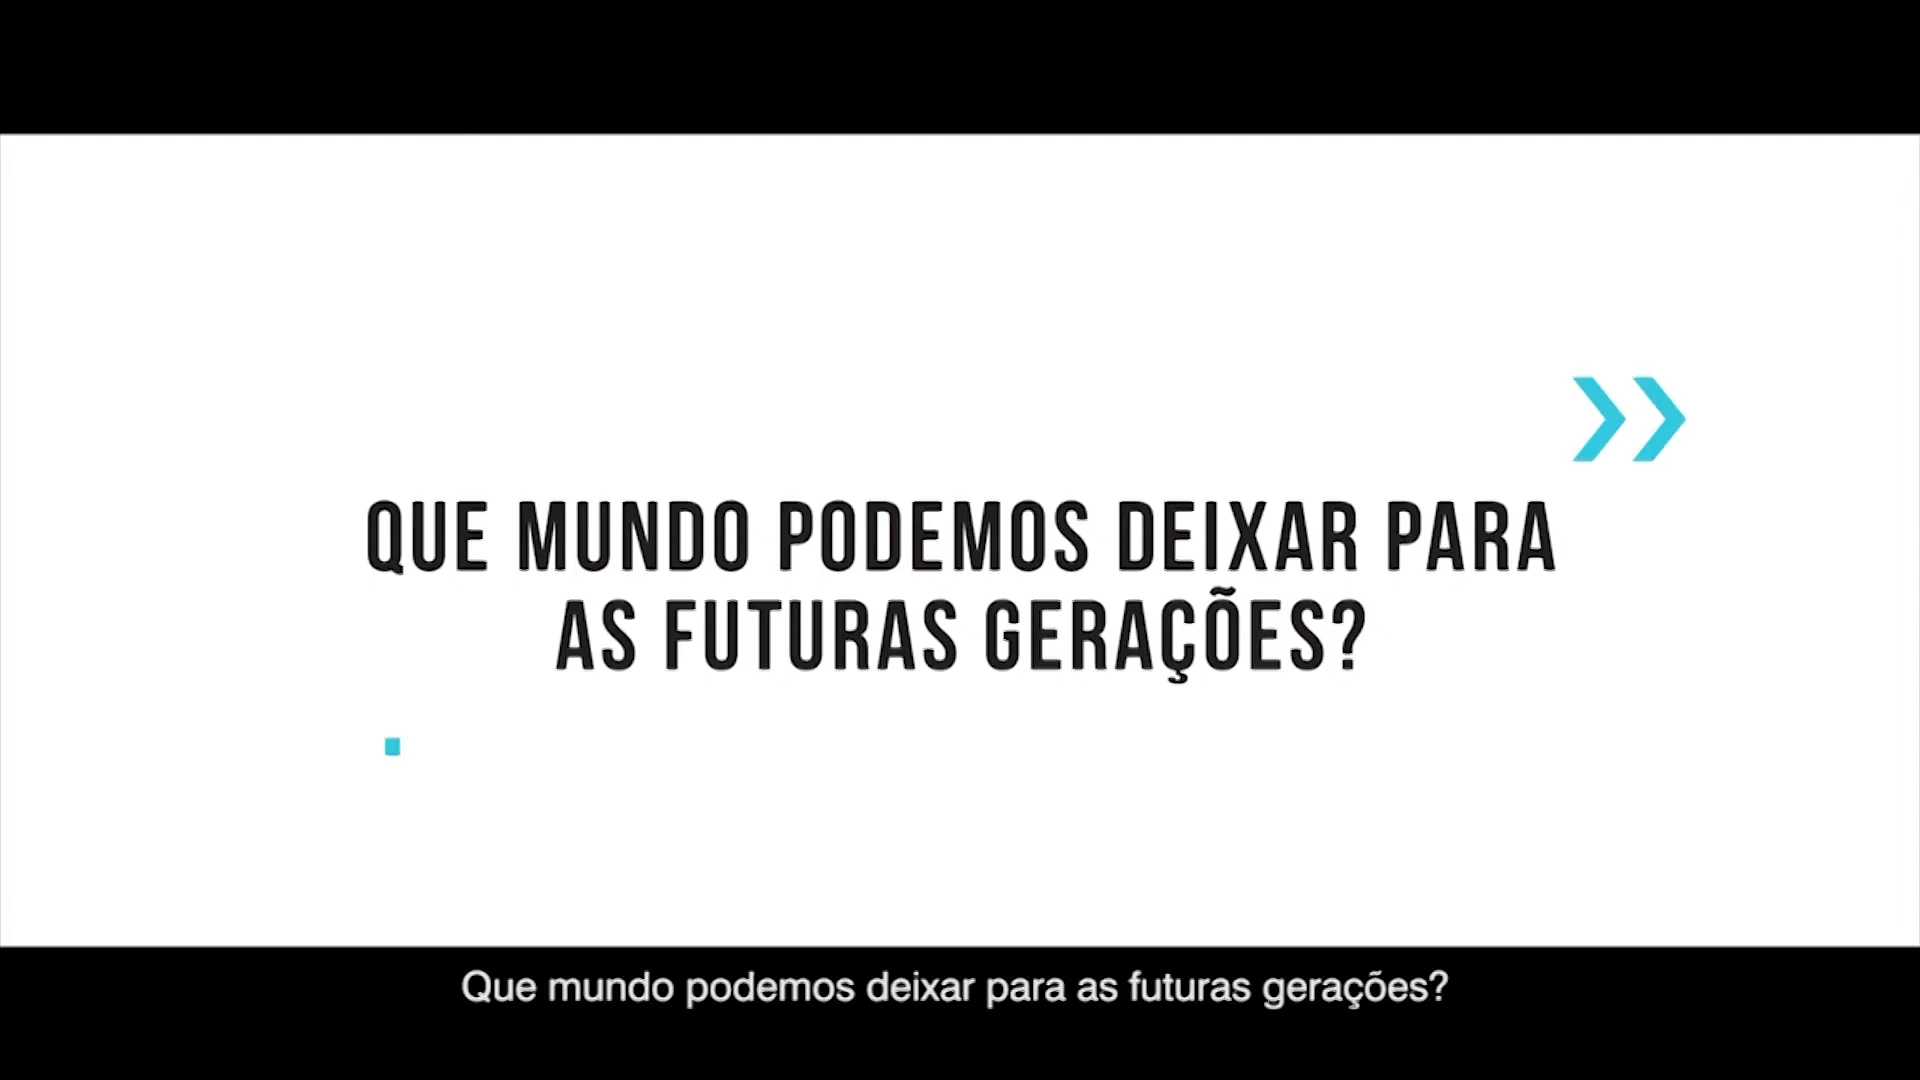 QUE MUNDO PODEMOS DEIXAR PARA
AS FUTURAS GERAÇÕES?
Que mundo podemos deixar para as futuras gerações?